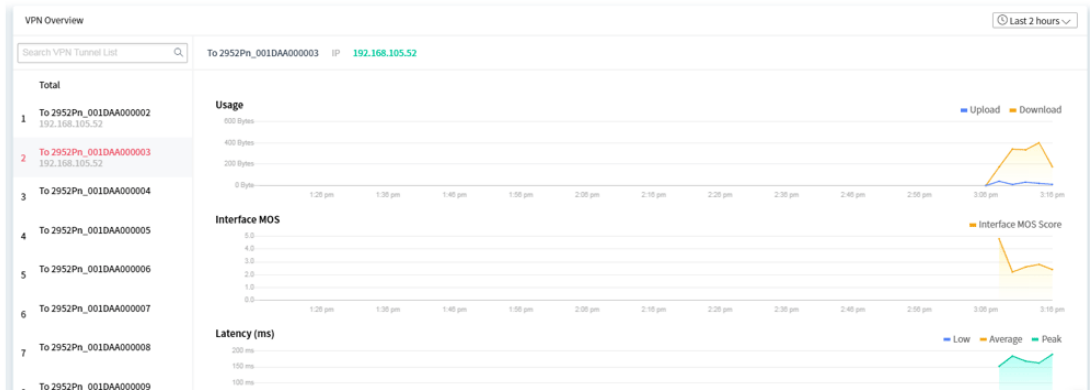 VPN Overview
Last 2 hours
Search VPN Tunnel List
To 2952Pn_001DAA000003 IP 192.168.105.52
Total
1 To 2952Pn_001DAA000002
192.168.105.52
2 To 2952Pn_001DAA000003
192.168.105.52
3 To 2952Pn_001DAA000004
4 To 2952Pn_001DAA000005
5 To 2952Pn_001DAA000006
6 To 2952Pn_001DAA000007
7 To 2952Pn_001DAA000008
To 2952Pn_001DAA000009
Usage
Upload Download
600 Bytes
400 Bytes
200 Bytes
0 Byte
1:26 pm 1:36 pm 1:46 pm 1:56 pm 2:06 pm 2:16 pm 2:26 pm 2:36 pm 2:46 pm 2:56 pm 3:06 pm 3:16 pm
Interface MOS
Interface MOS Score
5.0
4.0
3.0
2.0
1.0
0.0
1:26 pm 1:36 pm 1:46 pm 1:56 pm 2:06 pm 2:16 pm 2:26 pm 2:36 pm 2:46 pm 2:56 pm 3:06 pm 3:16 pm
Latency (ms)
Low Average Peak
200 ms
150 ms
100 ms